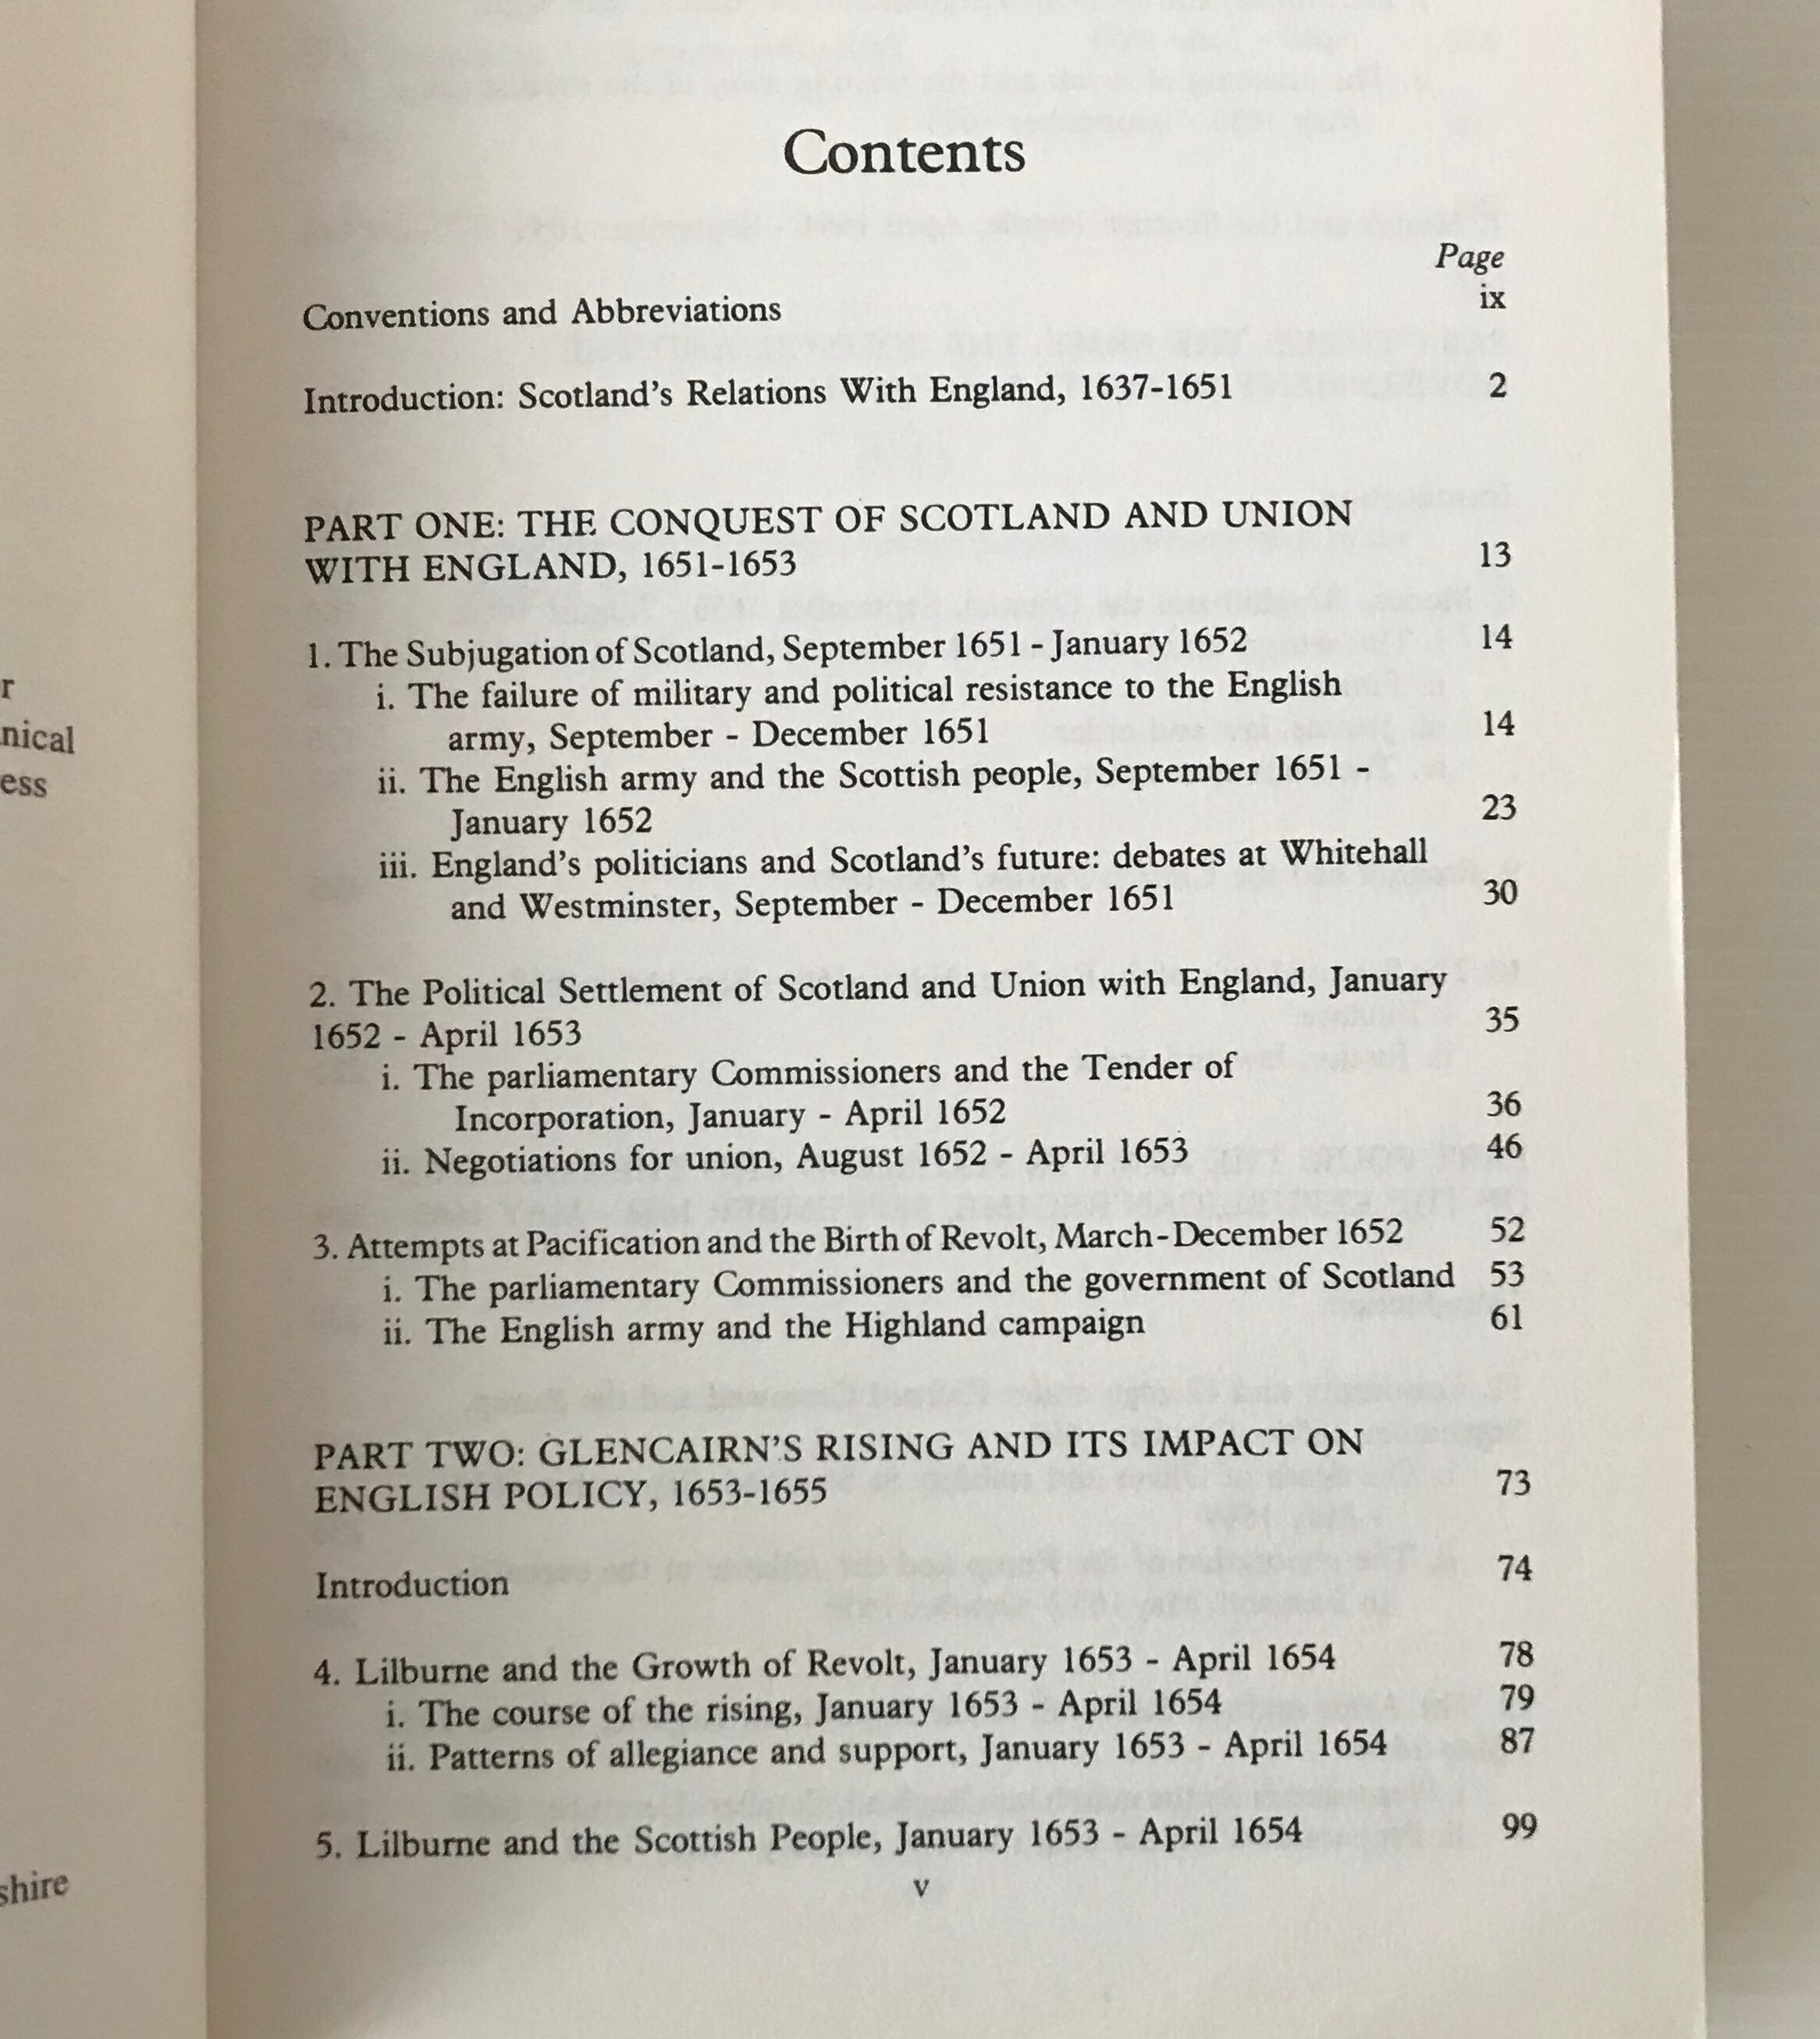 Contents
Page
Conventions and Abbreviations ix
Introduction: Scotland's Relations With England, 1637-1651 2
PART ONE: THE CONQUEST OF SCOTLAND AND UNION
WITH ENGLAND, 1651-1653 13
1. The Subjugation of Scotland, September 1651 - January 1652 14
i. The failure of military and political resistance to the English
army, September - December 1651 14
ii. The English army and the Scottish people, September 1651 -
January 1652 23
iii. England's politicians and Scotland's future: debates at Whitehall
and Westminster, September - December 1651 30
2. The Political Settlement of Scotland and Union with England, January
1652 - April 1653 35
i. The parliamentary Commissioners and the Tender of
Incorporation, January - April 1652 36
ii. Negotiations for union, August 1652 - April 1653 46
3. Attempts at Pacification and the Birth of Revolt, March-December 1652 52
i. The parliamentary Commissioners and the government of Scotland 53
ii. The English army and the Highland campaign 61
PART TWO: GLENCAIRN'S RISING AND ITS IMPACT ON
ENGLISH POLICY, 1653-1655 73
Introduction 74
4. Lilburne and the Growth of Revolt, January 1653 - April 1654 78
i. The course of the rising, January 1653 - April 1654 79
ii. Patterns of allegiance and support, January 1653 - April 1654 87
5. Lilburne and the Scottish People, January 1653 - April 1654 99
v
r
nical
ess
shire